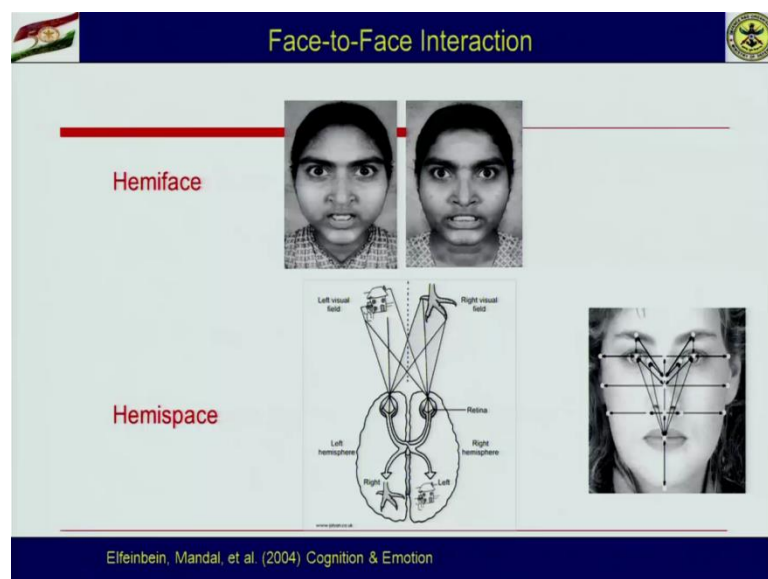 Face-to-Face Interaction
Hemiface
Left visual
field
Right visual
field
Retina
Hemispace
Left
hemisphere
Right
hemisphere
Right
Left
Elfeinbein, Mandal, et al. (2004) Cognition & Emotion